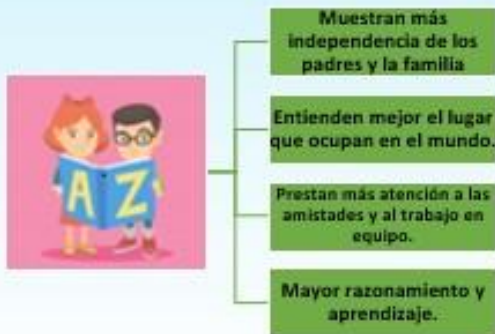 A Z
Muestran más
independencia de los
padres y la familia
Entienden mejor el lugar
que ocupan en el mundo.
Prestan más atención a las
amistades y al trabajo en
equipo.
Mayor razonamiento y
aprendizaje.